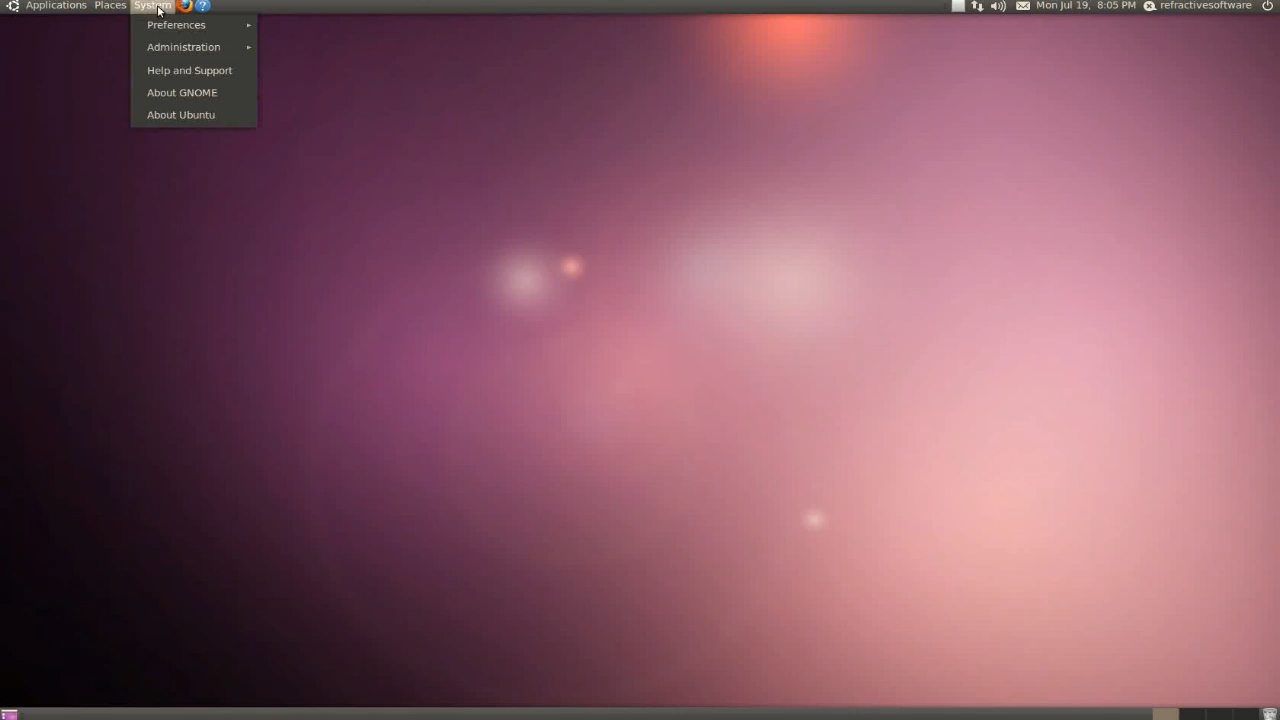 Applications Places System Mon Jul 19, 8:05 PM refractivesoftware
Preferences
Administration
Help and Support
About GNOME
About Ubuntu